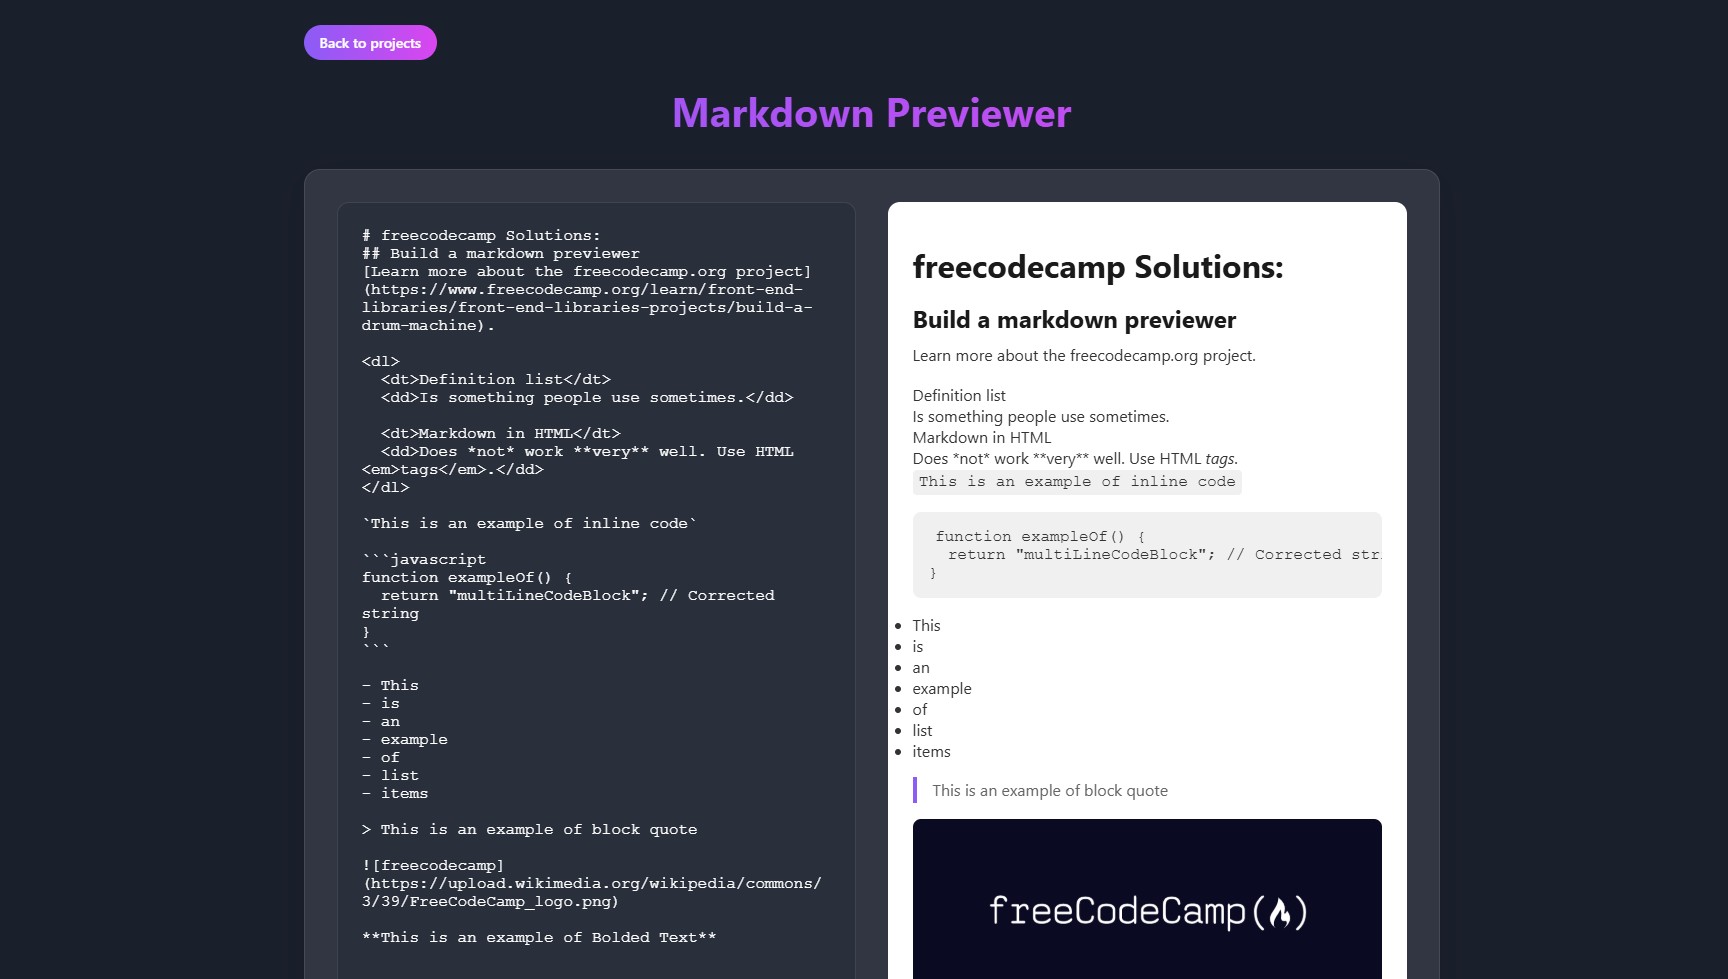 Back to projects
Markdown Previewer
# freecodecamp Solutions:
## Build a markdown previewer
[Learn more about the freecodecamp.org project]
(https://www.freecodecamp.org/learn/front-end-
libraries/front-end-libraries-projects/build-a-
drum-machine).
<dl>
  <dt>Definition list</dt>
  <dd>Is something people use sometimes.</dd>
  <dt>Markdown in HTML</dt>
  <dd>Does *not* work **very** well. Use HTML
<em>tags</em>.</dd>
</dl>
`This is an example of inline code`
```javascript
function exampleOf() {
  return "multiLineCodeBlock"; // Corrected
string
}
```
- This
- is
- an
- example
- of
- list
- items
> This is an example of block quote
![freecodecamp]
(https://upload.wikimedia.org/wikipedia/commons/
3/39/FreeCodeCamp_logo.png)
**This is an example of Bolded Text**
freecodecamp Solutions:
Build a markdown previewer
Learn more about the freecodecamp.org project.
Definition list
Is something people use sometimes.
Markdown in HTML
Does *not* work **very** well. Use HTML tags.
This is an example of inline code
function exampleOf() {
  return "multiLineCodeBlock"; // Corrected stri
}
• This
• is
• an
• example
• of
• list
• items
This is an example of block quote
freeCodeCamp(🔥)